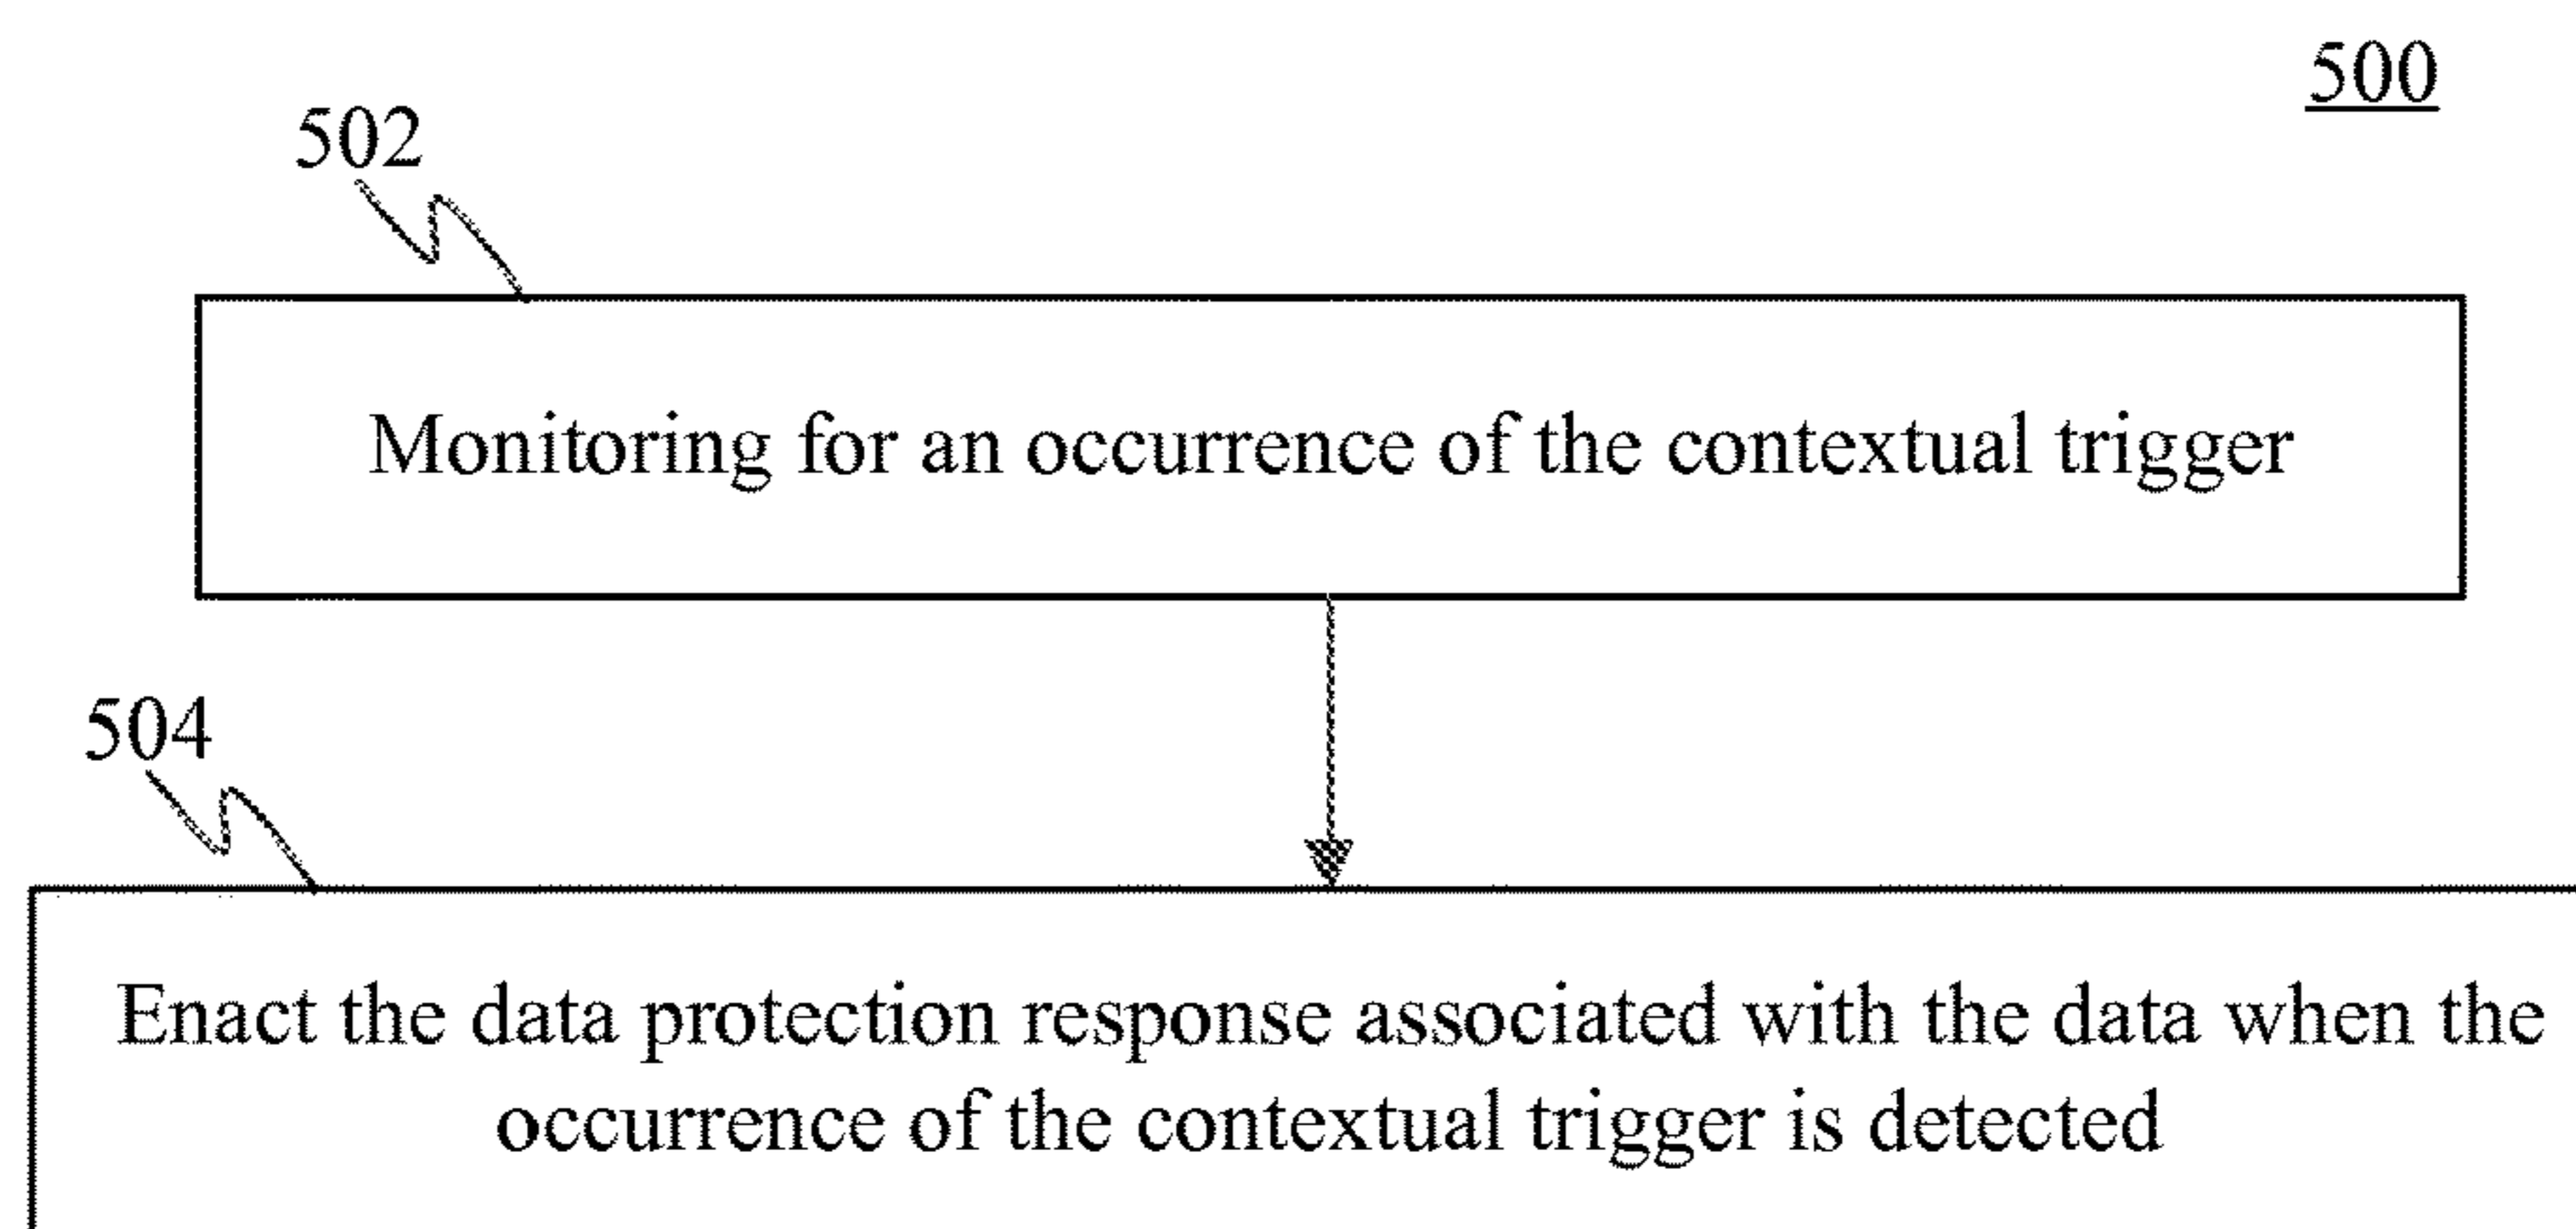 500
502
Monitoring for an occurrence of the contextual trigger
504
Enact the data protection response associated with the data when the
occurrence of the contextual trigger is detected